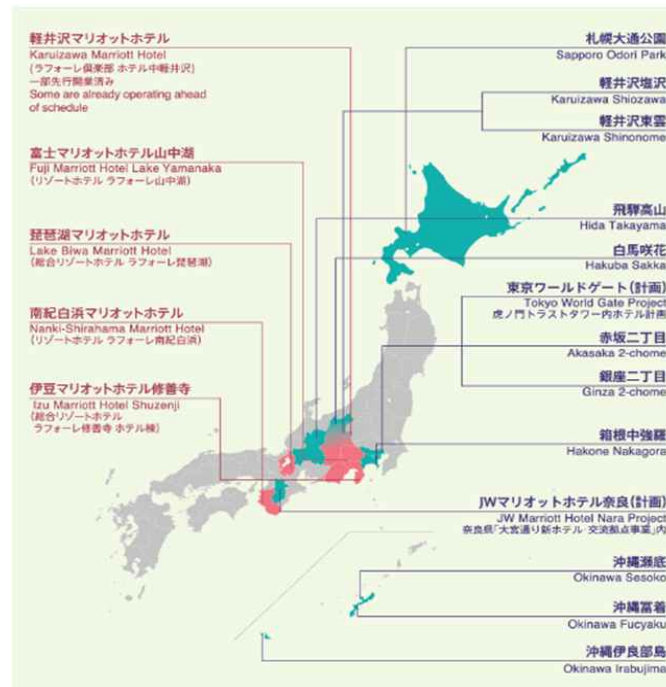 軽井沢マリオットホテル
Karuizawa Marriott Hotel
(ラフォーレ倶楽部 ホテル中軽井沢)
一部先行開業済み
Some are already operating ahead
of schedule
富士マリオットホテル山中湖
Fuji Marriott Hotel Lake Yamanaka
(リゾートホテル ラフォーレ山中湖)
琵琶湖マリオットホテル
Lake Biwa Marriott Hotel
(総合リゾートホテル ラフォーレ琵琶湖)
南紀白浜マリオットホテル
Nanki-Shirahama Marriott Hotel
(リゾートホテル ラフォーレ南紀白浜)
伊豆マリオットホテル修善寺
Izu Marriott Hotel Shuzenji
(総合リゾートホテル
ラフォーレ修善寺 ホテル棟)
札幌大通公園
Sapporo Odori Park
軽井沢塩沢
Karuizawa Shiozawa
軽井沢東雲
Karuizawa Shinonome
飛騨高山
Hida Takayama
白馬咲花
Hakuba Sakka
東京ワールドゲート(計画)
Tokyo World Gate Project
虎ノ門トラストタワー内ホテル計画
赤坂二丁目
Akasaka 2-chome
銀座二丁目
Ginza 2-chome
箱根中強羅
Hakone Nakagora
JWマリオットホテル奈良(計画)
JW Marriott Hotel Nara Project
奈良県「大宮通り新ホテル・交流拠点事業」内
沖縄瀬底
Okinawa Sesoko
沖縄冨着
Okinawa Fucyaku
沖縄伊良部島
Okinawa Irabujima